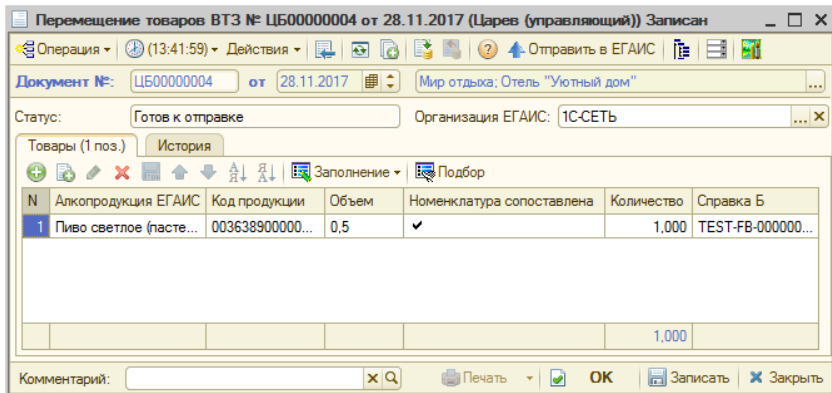 Перемещение товаров ВТЗ № ЦБ00000004 от 28.11.2017 (Царев (управляющий)) Записан
Операция (13:41:59) Действия Отправить в ЕГАИС
Документ №: ЦБ00000004 от 28.11.2017 Мир отдыха; Отель "Уютный дом" ...
Статус: Готов к отправке Организация ЕГАИС: 1С-СЕТЬ ...
Товары (1 поз.) История
Заполнение Подбор
N Алкопродукция ЕГАИС Код продукции Объем Номенклатура сопоставлена Количество Справка Б
1 Пиво светлое (пасте... 003638900000... 0,5 1,000 TEST-FB-000000...
1,000
Комментарий: Печать OK Записать Закрыть